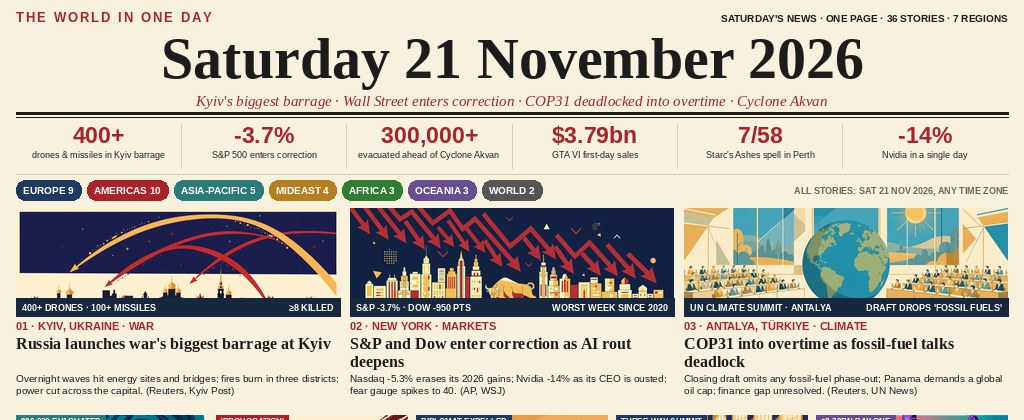 THE WORLD IN ONE DAY
SATURDAY'S NEWS · ONE PAGE · 36 STORIES · 7 REGIONS
Saturday 21 November 2026
Kyiv's biggest barrage · Wall Street enters correction · COP31 deadlocked into overtime · Cyclone Akvan
400+
drones & missiles in Kyiv barrage
-3.7%
S&P 500 enters correction
300,000+
evacuated ahead of Cyclone Akvan
$3.79bn
GTA VI first-day sales
7/58
Starc's Ashes spell in Perth
-14%
Nvidia in a single day
EUROPE 9
AMERICAS 10
ASIA-PACIFIC 5
MIDEAST 4
AFRICA 3
OCEANIA 3
WORLD 2
ALL STORIES: SAT 21 NOV 2026, ANY TIME ZONE
400+ DRONES · 100+ MISSILES
≥8 KILLED
01 · KYIV, UKRAINE · WAR
Russia launches war's biggest barrage at Kyiv
Overnight waves hit energy sites and bridges; fires burn in three districts;
power cut across the capital. (Reuters, Kyiv Post)
S&P -3.7% · DOW -950 PTS
WORST WEEK SINCE 2020
02 · NEW YORK · MARKETS
S&P and Dow enter correction as AI rout
deepens
Nasdaq -5.3% erases its 2026 gains; Nvidia -14% as its CEO is ousted;
fear gauge spikes to 40. (AP, WSJ)
UN CLIMATE SUMMIT · ANTALYA
DRAFT DROPS 'FOSSIL FUELS'
03 · ANTALYA, TÜRKIYE · CLIMATE
COP31 into overtime as fossil-fuel talks
deadlock
Closing draft omits any fossil-fuel phase-out; Panama demands a global
oil cap; finance gap unresolved. (Reuters, UN News)